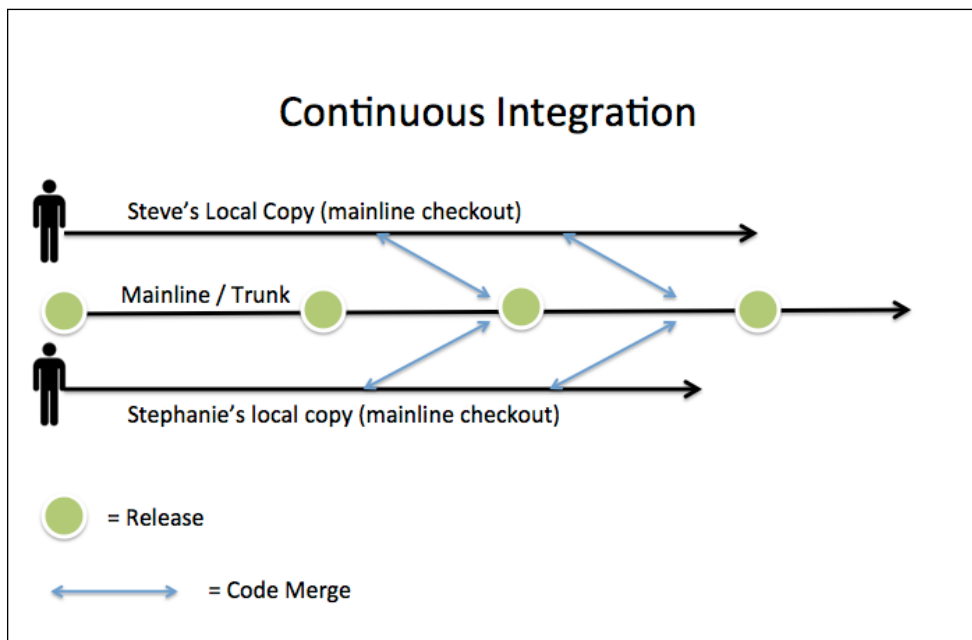 Continuous Integration
Steve's Local Copy (mainline checkout)
Mainline / Trunk
Stephanie's local copy (mainline checkout)
= Release
= Code Merge